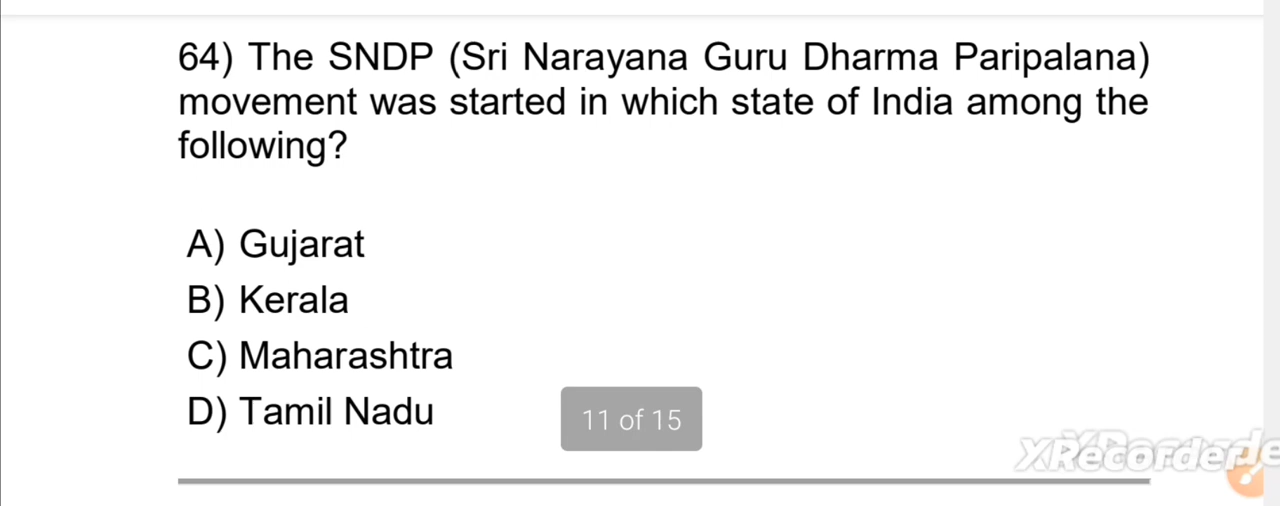 64) The SNDP (Sri Narayana Guru Dharma Paripalana)
movement was started in which state of India among the
following?
A) Gujarat
B) Kerala
C) Maharashtra
D) Tamil Nadu
11 of 15
XRecorder